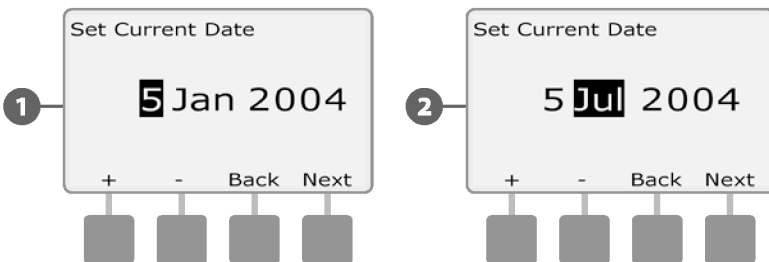 Set Current Date
1
5 Jan 2004
+ - Back Next
Set Current Date
2
5 Jul 2004
+ - Back Next